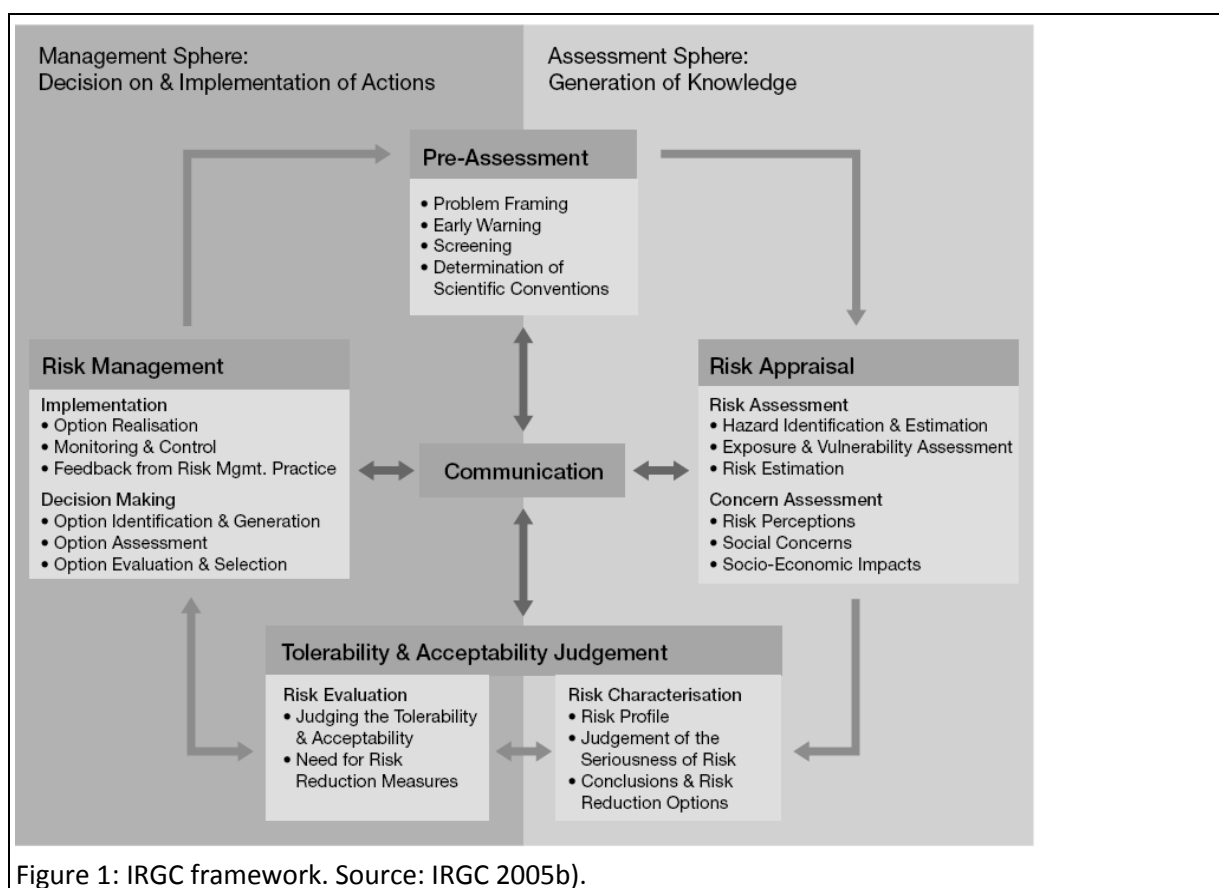 Management Sphere:
Decision on & Implementation of Actions
Assessment Sphere:
Generation of Knowledge
Pre-Assessment
• Problem Framing
• Early Warning
• Screening
• Determination of
Scientific Conventions
Risk Management
Implementation
• Option Realisation
• Monitoring & Control
• Feedback from Risk Mgmt. Practice
Decision Making
• Option Identification & Generation
• Option Assessment
• Option Evaluation & Selection
Communication
Risk Appraisal
Risk Assessment
• Hazard Identification & Estimation
• Exposure & Vulnerability Assessment
• Risk Estimation
Concern Assessment
• Risk Perceptions
• Social Concerns
• Socio-Economic Impacts
Tolerability & Acceptability Judgement
Risk Evaluation
• Judging the Tolerability
& Acceptability
• Need for Risk
Reduction Measures
Risk Characterisation
• Risk Profile
• Judgement of the
Seriousness of Risk
• Conclusions & Risk
Reduction Options
Figure 1: IRGC framework. Source: IRGC 2005b).